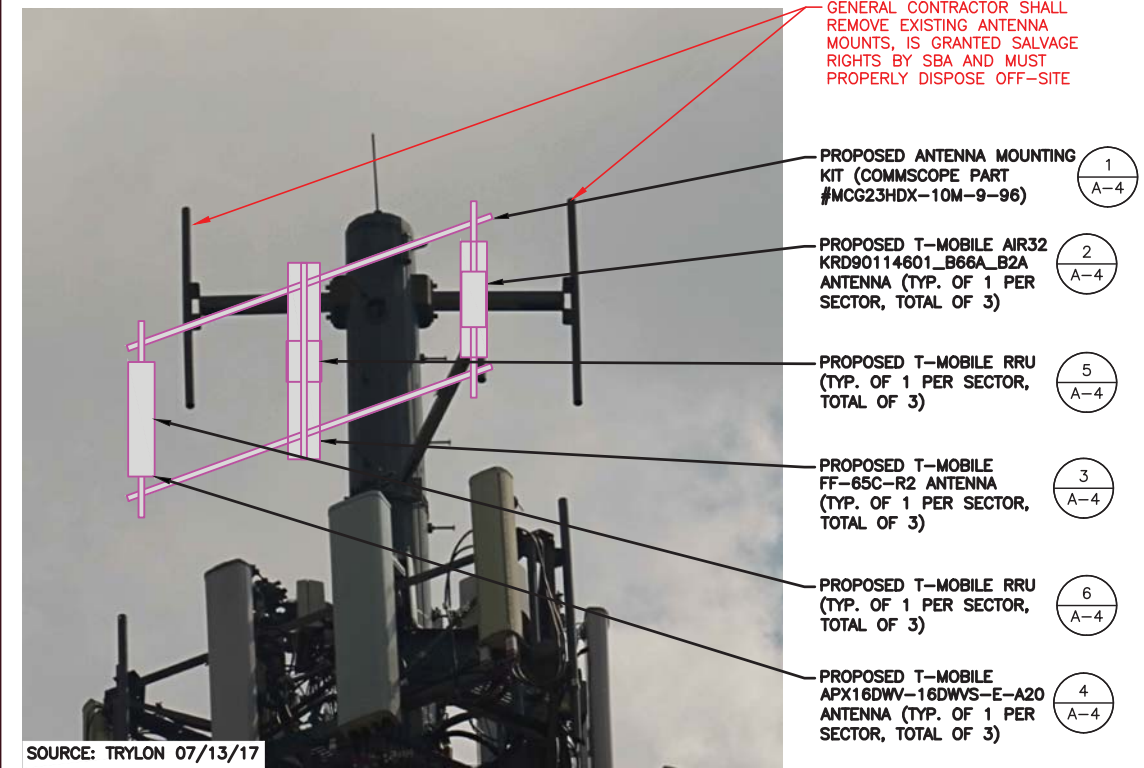 GENERAL CONTRACTOR SHALL
REMOVE EXISTING ANTENNA
MOUNTS, IS GRANTED SALVAGE
RIGHTS BY SBA AND MUST
PROPERLY DISPOSE OFF-SITE
PROPOSED ANTENNA MOUNTING
KIT (COMMSCOPE PART
#MCG23HDX-10M-9-96)
1
A-4
PROPOSED T-MOBILE AIR32
KRD90114601_B66A_B2A
ANTENNA (TYP. OF 1 PER
SECTOR, TOTAL OF 3)
2
A-4
PROPOSED T-MOBILE RRU
(TYP. OF 1 PER SECTOR,
TOTAL OF 3)
5
A-4
PROPOSED T-MOBILE
FF-65C-R2 ANTENNA
(TYP. OF 1 PER SECTOR,
TOTAL OF 3)
3
A-4
PROPOSED T-MOBILE RRU
(TYP. OF 1 PER SECTOR,
TOTAL OF 3)
6
A-4
PROPOSED T-MOBILE
APX16DWV-16DWVS-E-A20
ANTENNA (TYP. OF 1 PER
SECTOR, TOTAL OF 3)
4
A-4
SOURCE: TRYLON 07/13/17